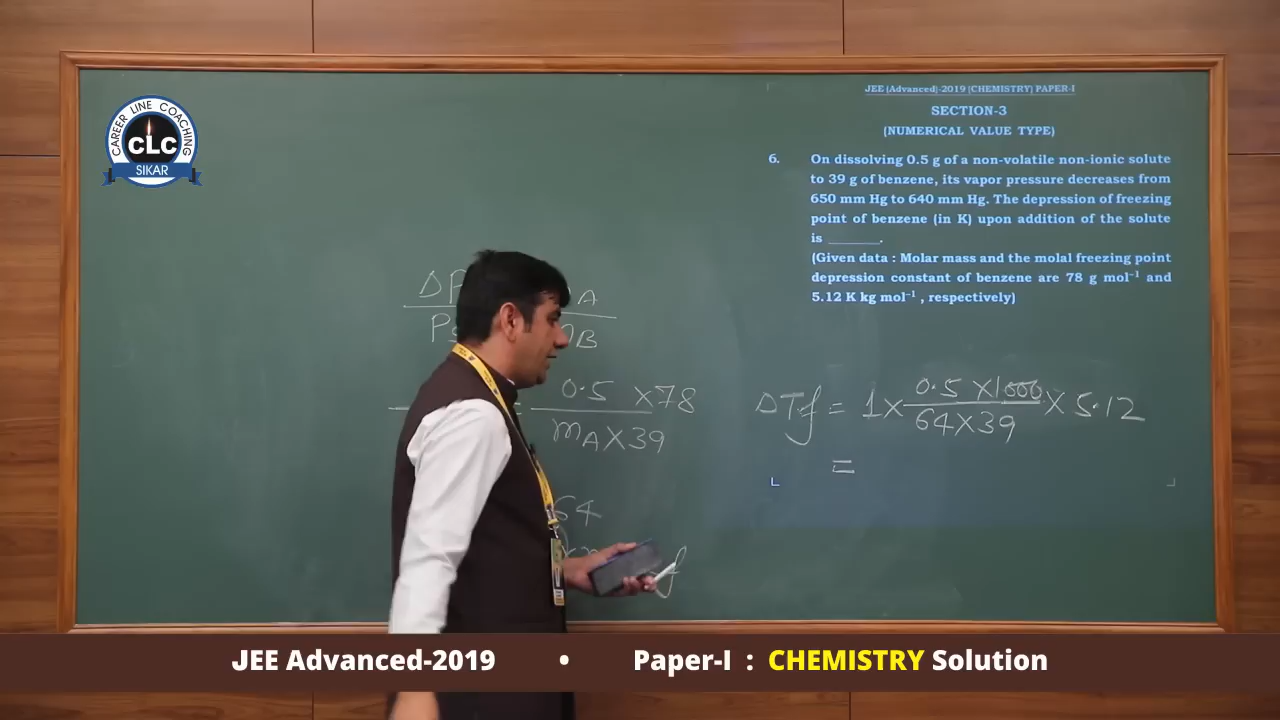 CAREER LINE COACHING
CLC
SIKAR
JEE (Advanced)-2019 (CHEMISTRY) PAPER-I
SECTION-3
(NUMERICAL VALUE TYPE)
6. On dissolving 0.5 g of a non-volatile non-ionic solute
to 39 g of benzene, its vapor pressure decreases from
650 mm Hg to 640 mm Hg. The depression of freezing
point of benzene (in K) upon addition of the solute
is ______.
(Given data : Molar mass and the molal freezing point
depression constant of benzene are 78 g mol⁻¹ and
5.12 K kg mol⁻¹ , respectively)
ΔP A
P B
0.5 X78
mAX39
64
ΔTf = 1X 0.5 X1000 X 5.12
64X39
=
JEE Advanced-2019 • Paper-I : CHEMISTRY Solution